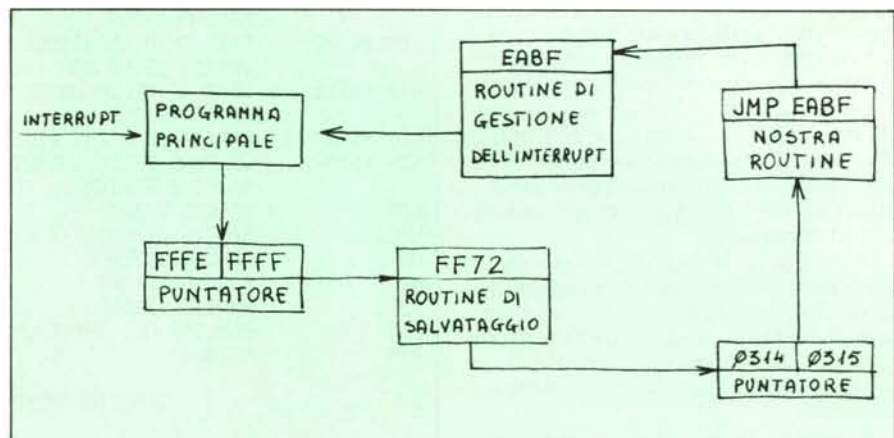 INTERRUPT
PROGRAMMA
PRINCIPALE
FFFE FFFF
PUNTATORE
FF72
ROUTINE DI
SALVATAGGIO
Ø314 Ø315
PUNTATORE
JMP EABF
NOSTRA
ROUTINE
EABF
ROUTINE DI
GESTIONE
DELL'INTERRUPT